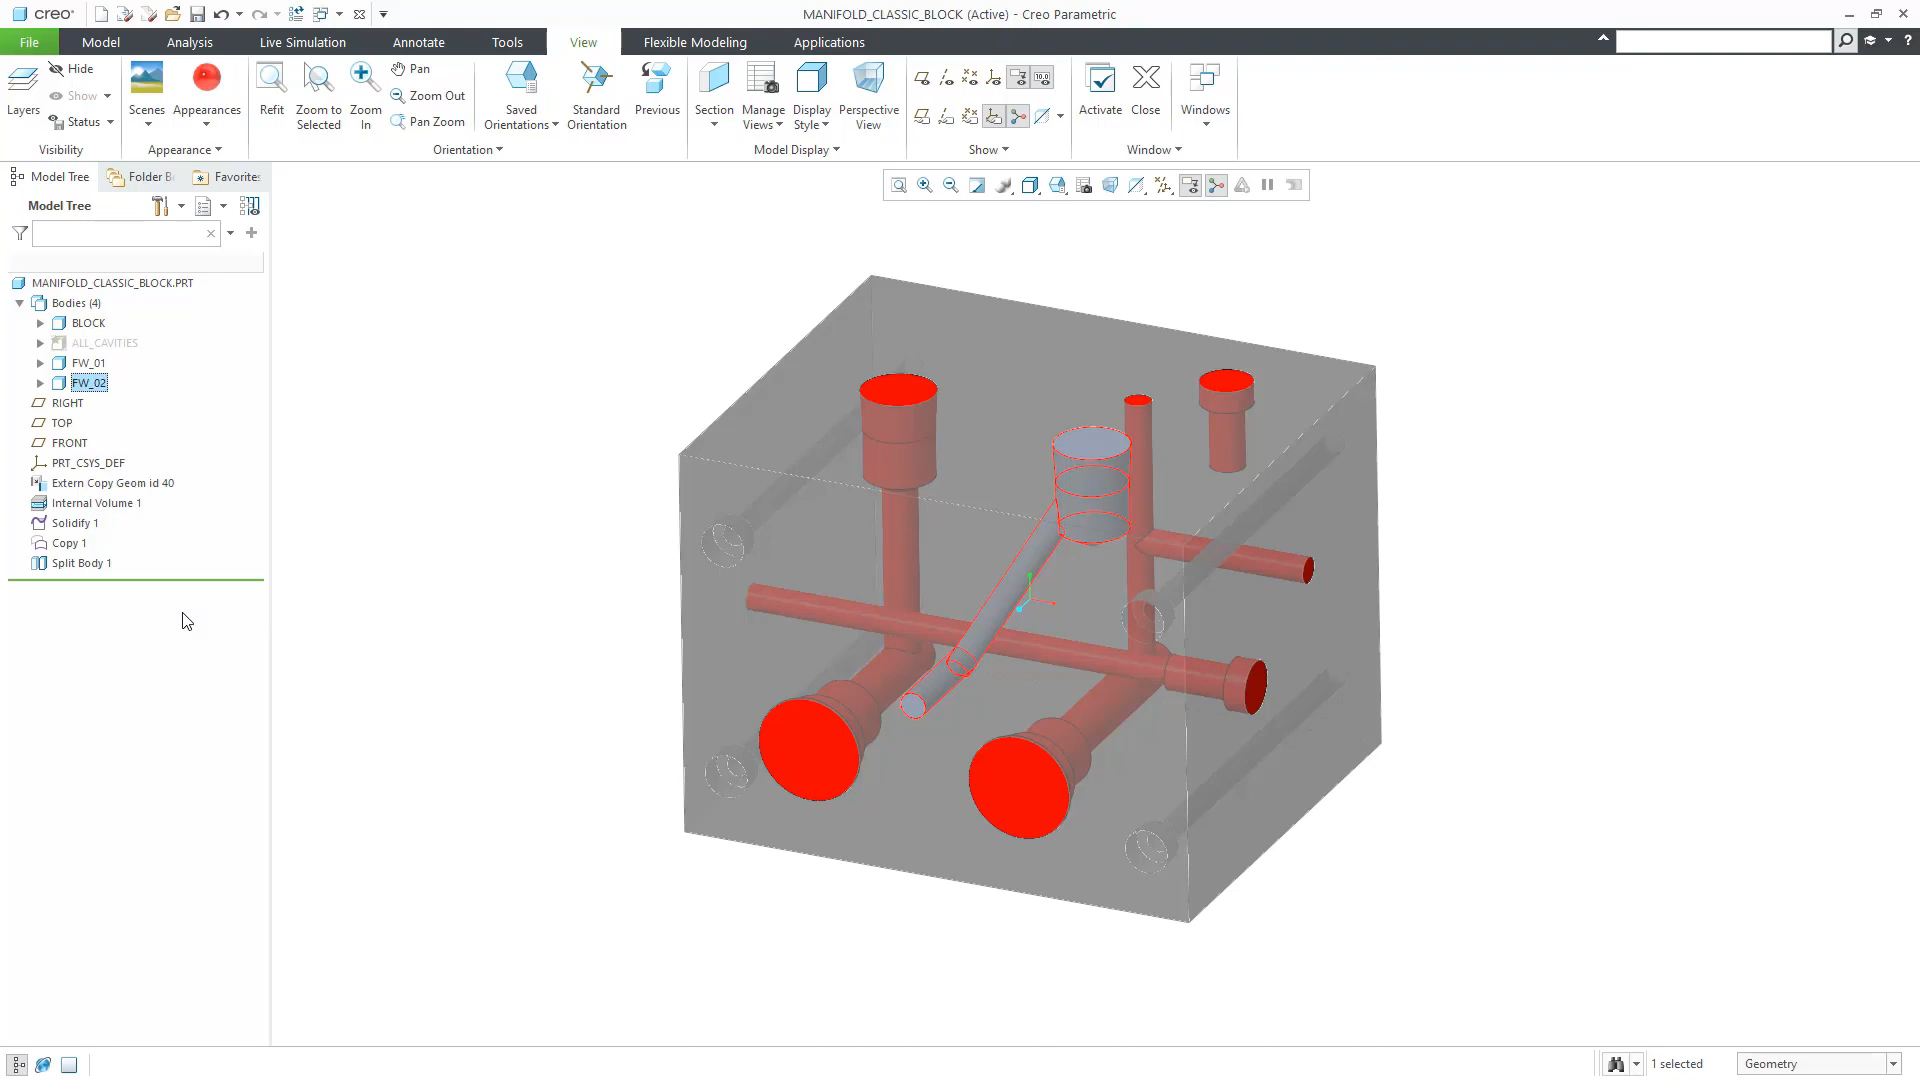 creo
MANIFOLD_CLASSIC_BLOCK (Active) - Creo Parametric
File Model Analysis Live Simulation Annotate Tools View Flexible Modeling Applications
Layers
Hide
Show
Status
Visibility
Scenes
Appearances
Appearance
Refit
Zoom to Selected
Zoom In
Pan
Zoom Out
Pan Zoom
Saved Orientations
Standard Orientation
Previous
Orientation
Section
Manage Views
Display Style
Perspective View
Model Display
Show
Activate
Close
Windows
Window
Model Tree
Folder B
Favorites
Model Tree
MANIFOLD_CLASSIC_BLOCK.PRT
Bodies (4)
BLOCK
ALL_CAVITIES
FW_01
FW_02
RIGHT
TOP
FRONT
PRT_CSYS_DEF
Extern Copy Geom id 40
Internal Volume 1
Solidify 1
Copy 1
Split Body 1
1 selected
Geometry